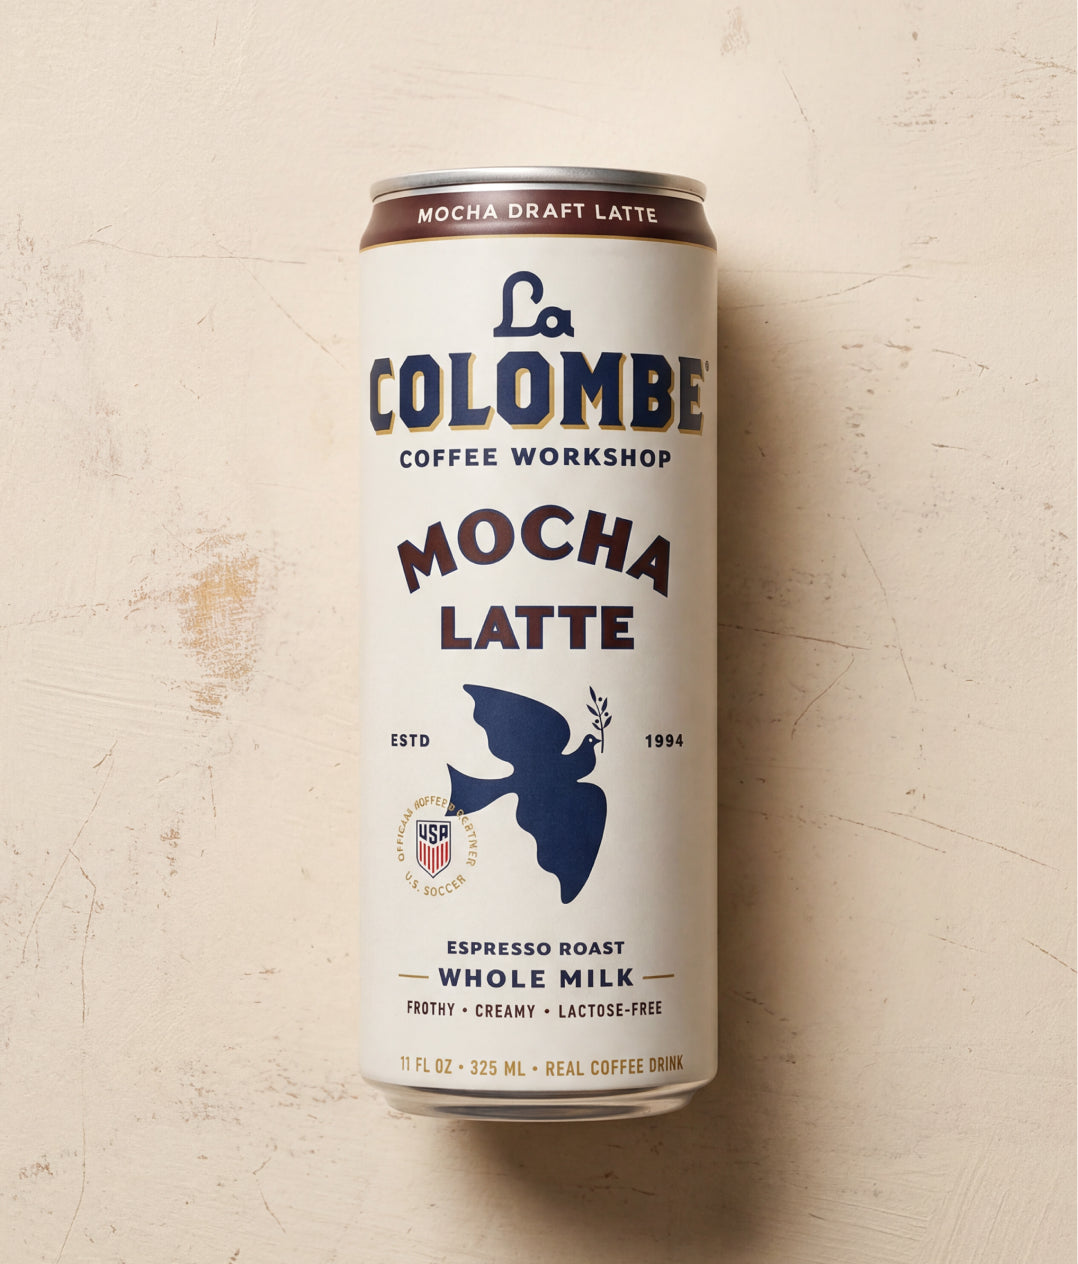 MOCHA DRAFT LATTE
La
COLOMBE®
COFFEE WORKSHOP
MOCHA
LATTE
ESTD
1994
USA
U.S. SOCCER
ESPRESSO ROAST
WHOLE MILK
FROTHY • CREAMY • LACTOSE-FREE
11 FL OZ • 325 ML • REAL COFFEE DRINK